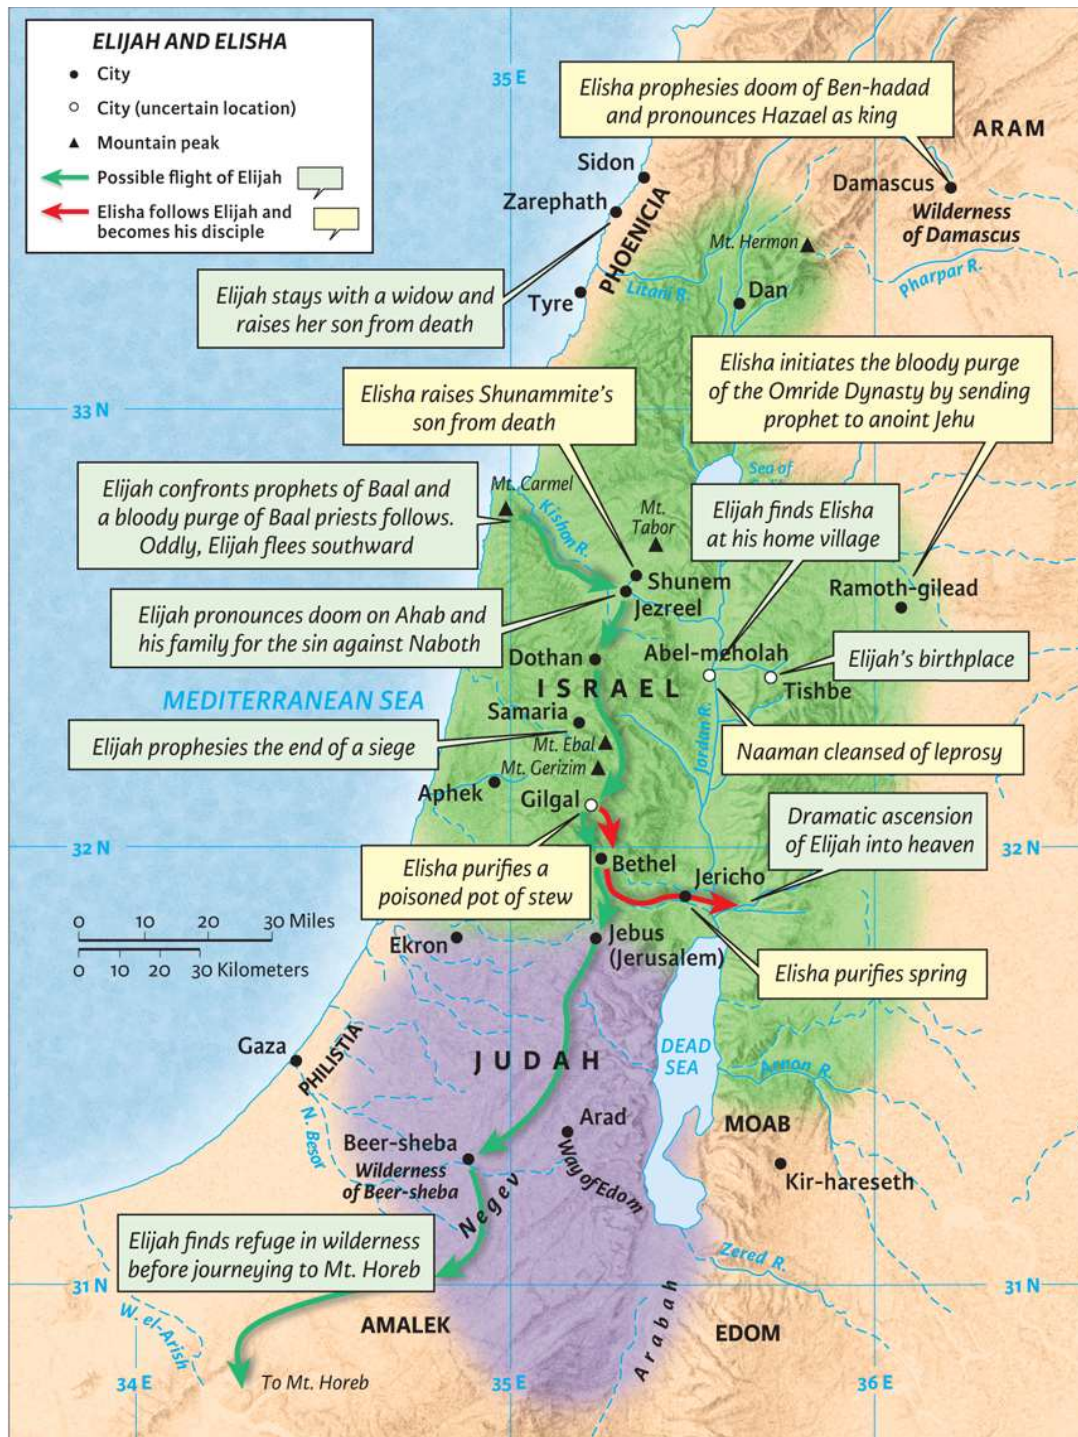 ELIJAH AND ELISHA
City
City (uncertain location)
Mountain peak
Possible flight of Elijah
Elisha follows Elijah and
becomes his disciple
35 E
Elisha prophesies doom of Ben-hadad
and pronounces Hazael as king
ARAM
Sidon
Zarephath
Damascus
Wilderness
of Damascus
PHOENICIA
Mt. Hermon
Pharpar R.
Litani R.
Dan
Tyre
Elijah stays with a widow and
raises her son from death
Elisha initiates the bloody purge
of the Omride Dynasty by sending
prophet to anoint Jehu
Elisha raises Shunammite's
son from death
33 N
Elijah confronts prophets of Baal and
a bloody purge of Baal priests follows.
Oddly, Elijah flees southward
Mt. Carmel
Kishon R.
Mt.
Tabor
Sea of
Elijah finds Elisha
at his home village
Shunem
Jezreel
Ramoth-gilead
Elijah pronounces doom on Ahab and
his family for the sin against Naboth
Dothan
Abel-meholah
Elijah's birthplace
Tishbe
ISRAEL
MEDITERRANEAN SEA
Samaria
Elijah prophesies the end of a siege
Mt. Ebal
Mt. Gerizim
Jordan R.
Naaman cleansed of leprosy
Aphek
Gilgal
Dramatic ascension
of Elijah into heaven
32 N
32 N
Elisha purifies a
poisoned pot of stew
Bethel
Jericho
0 10 20 30 Miles
0 10 20 30 Kilometers
Ekron
Jebus
(Jerusalem)
Elisha purifies spring
Gaza
PHILISTIA
JUDAH
DEAD
SEA
Arnon R.
N. Besor
Arad
MOAB
Beer-sheba
Wilderness
of Beer-sheba
Negev
Way of Edom
Kir-hareseth
Elijah finds refuge in wilderness
before journeying to Mt. Horeb
Zered R.
31 N
31 N
W. el-Arish
AMALEK
Arabah
EDOM
To Mt. Horeb
34 E
35 E
36 E